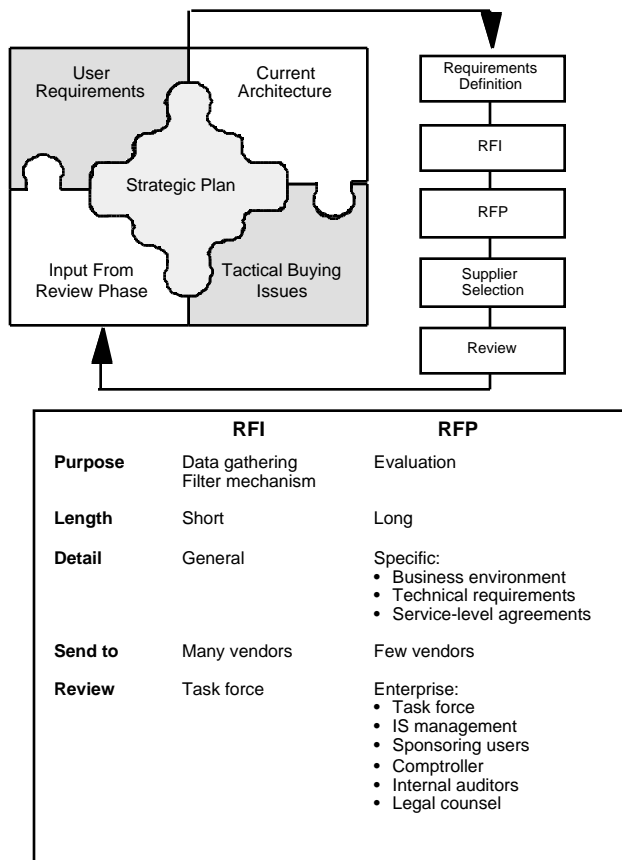 User
Requirements
Current
Architecture
Strategic Plan
Input From
Review Phase
Tactical Buying
Issues
Requirements
Definition
RFI
RFP
Supplier
Selection
Review
RFI RFP
Purpose Data gathering Evaluation
Filter mechanism
Length Short Long
Detail General Specific:
• Business environment
• Technical requirements
• Service-level agreements
Send to Many vendors Few vendors
Review Task force Enterprise:
• Task force
• IS management
• Sponsoring users
• Comptroller
• Internal auditors
• Legal counsel